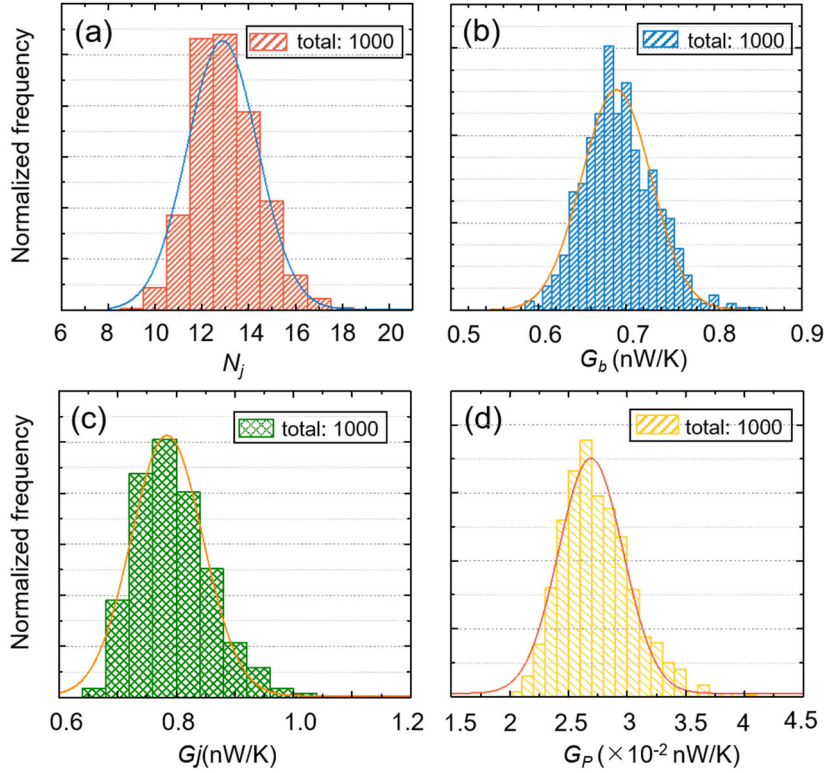 (a)
total: 1000
Normalized frequency
6 8 10 12 14 16 18 20
N_j
(b)
total: 1000
0.5 0.6 0.7 0.8 0.9
G_b (nW/K)
(c)
total: 1000
Normalized frequency
0.6 0.8 1.0 1.2
Gj(nW/K)
(d)
total: 1000
1.5 2 2.5 3 3.5 4 4.5
G_P (×10⁻² nW/K)